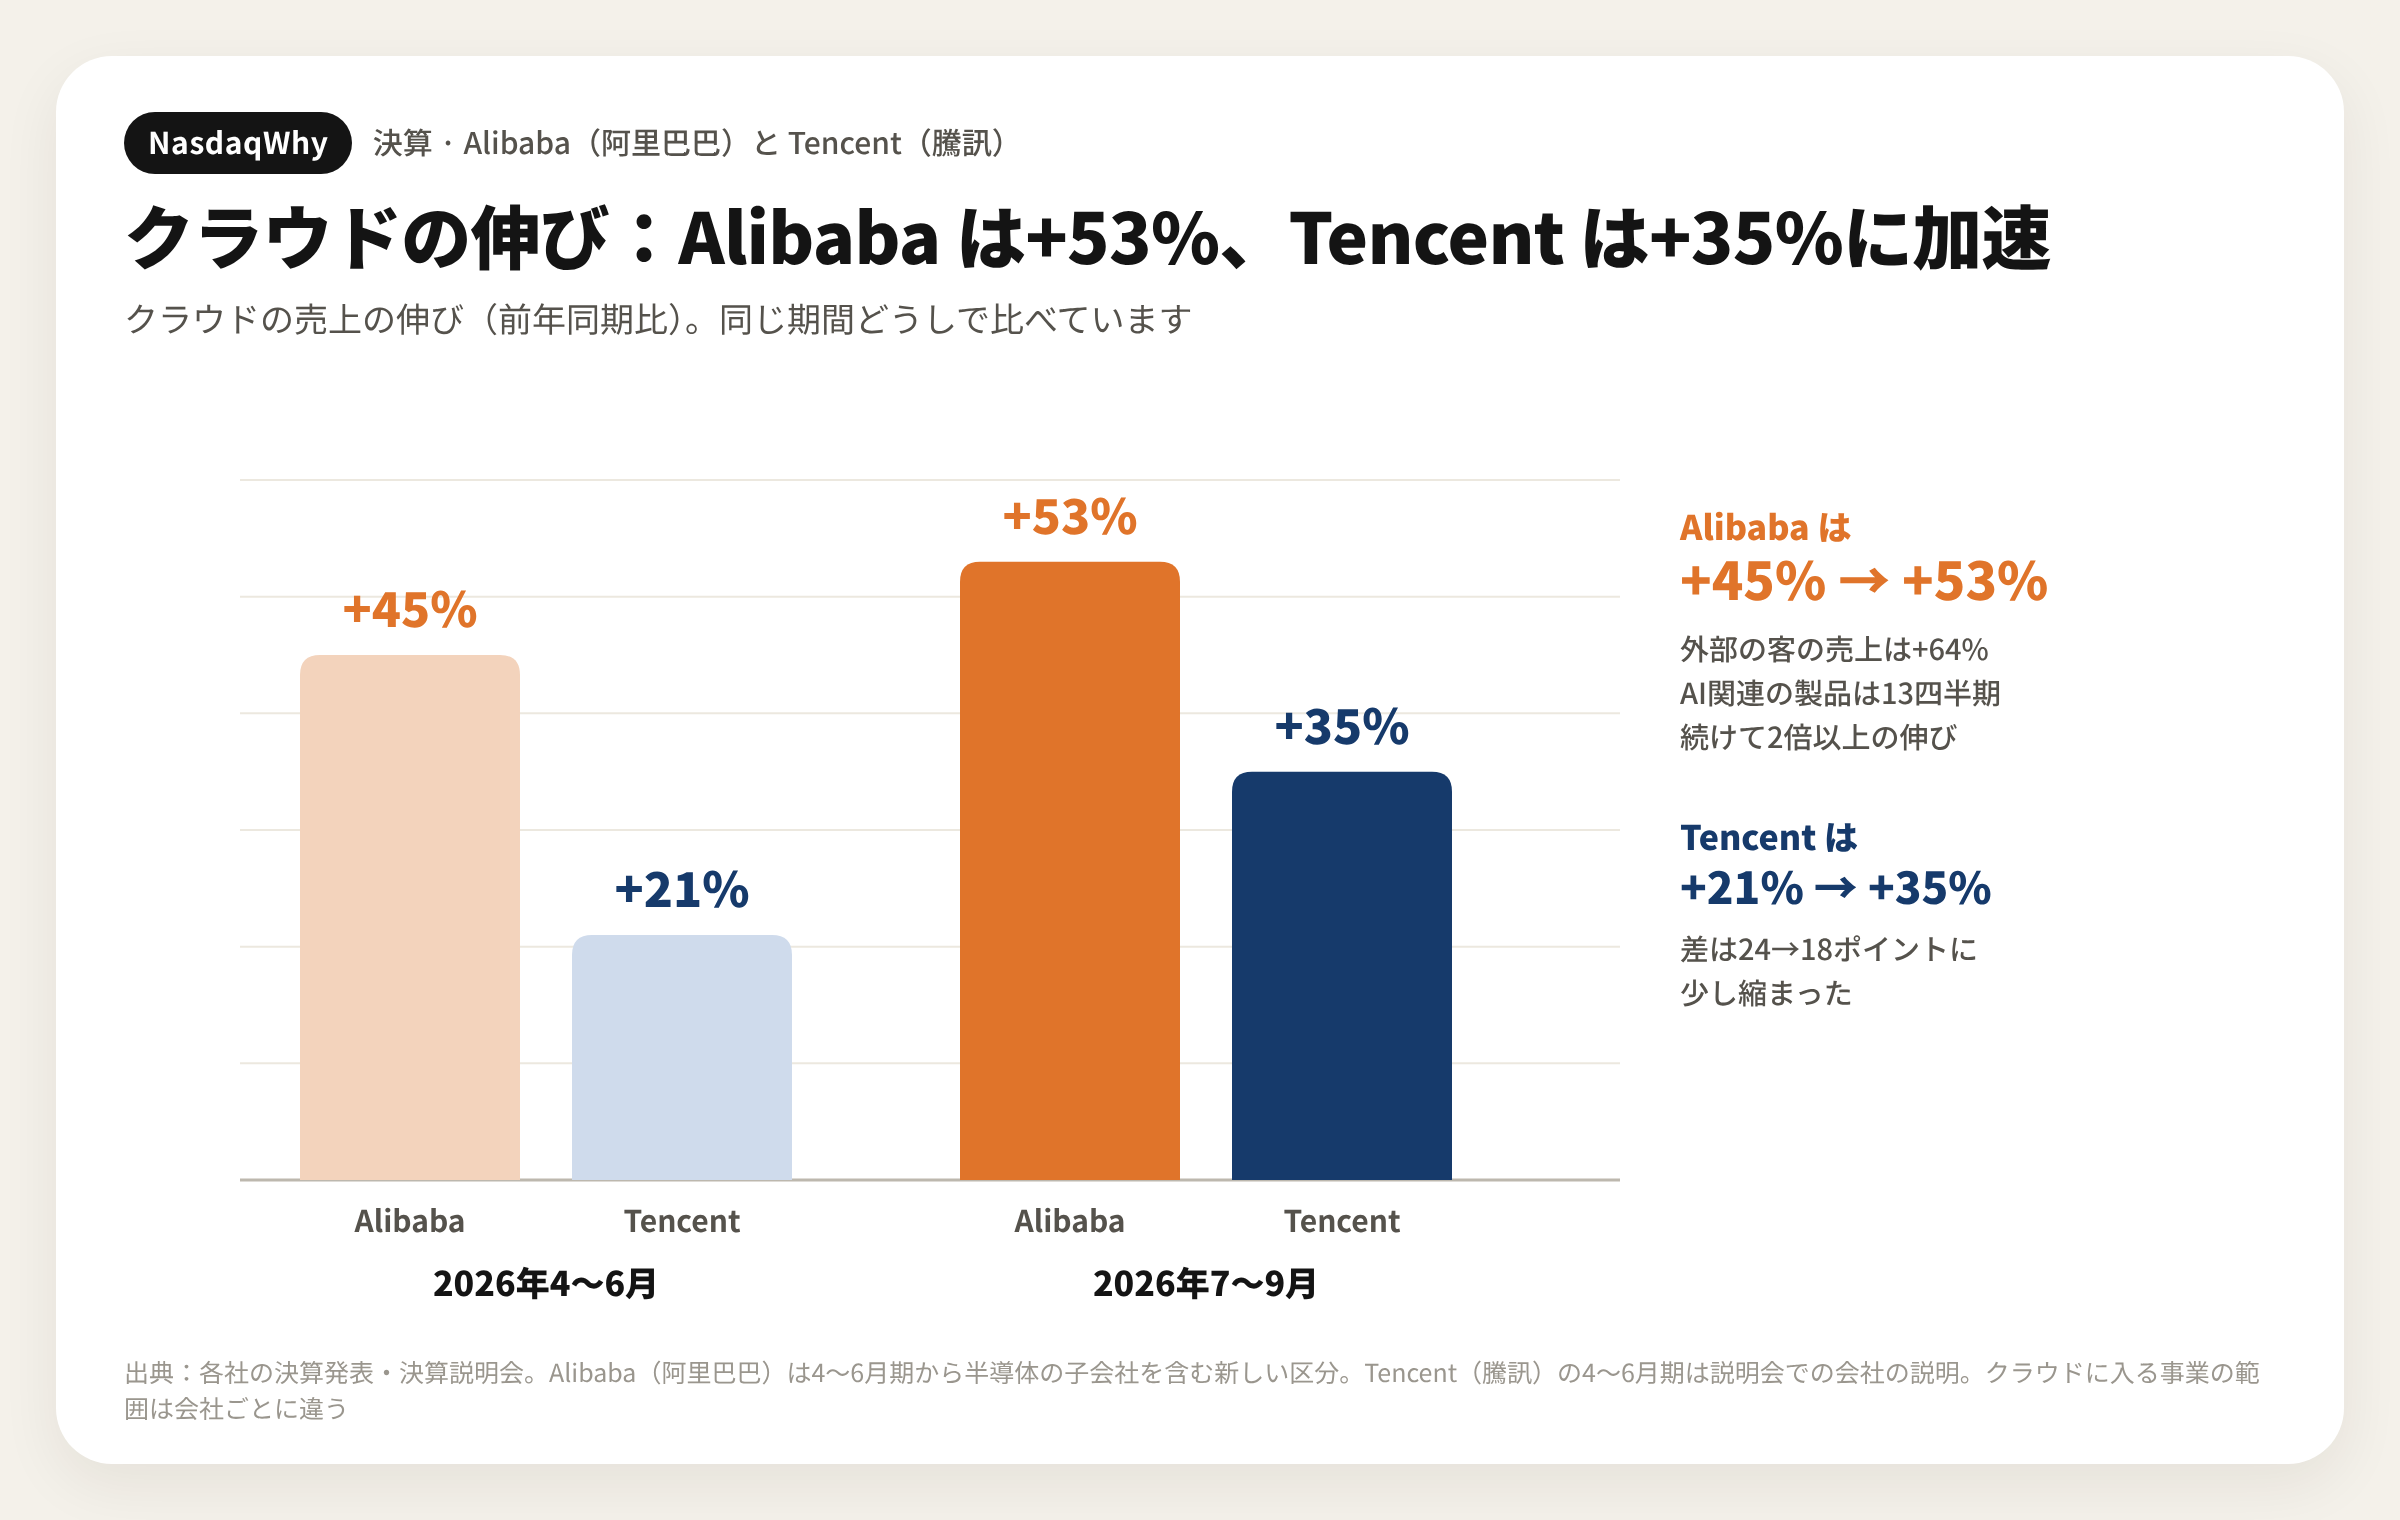 NasdaqWhy 決算 · Alibaba（阿里巴巴）と Tencent（騰訊）
クラウドの伸び：Alibaba は+53%、Tencent は+35%に加速
クラウドの売上の伸び（前年同期比）。同じ期間どうしで比べています
+45%
+21%
+53%
+35%
Alibaba
Tencent
Alibaba
Tencent
2026年4〜6月
2026年7〜9月
Alibaba は
+45% → +53%
外部の客の売上は+64%
AI関連の製品は13四半期
続けて2倍以上の伸び
Tencent は
+21% → +35%
差は24→18ポイントに
少し縮まった
出典：各社の決算発表・決算説明会。Alibaba（阿里巴巴）は4〜6月期から半導体の子会社を含む新しい区分。Tencent（騰訊）の4〜6月期は説明会での会社の説明。クラウドに入る事業の範
囲は会社ごとに違う